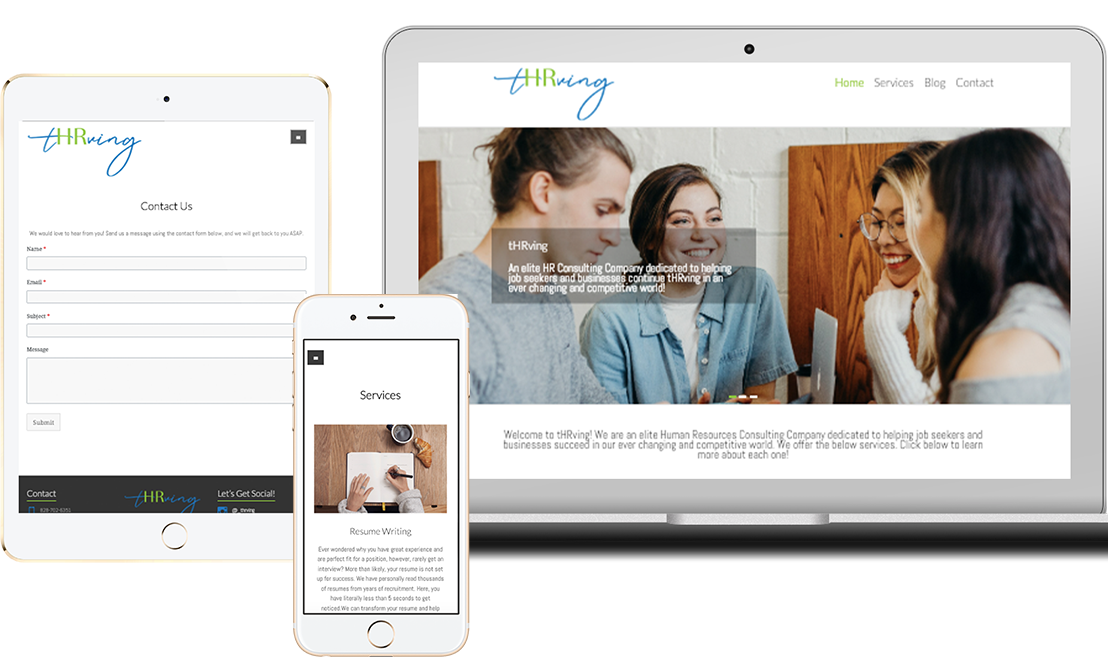 tHRving
Home Services Blog Contact
tHRving
An elite HR Consulting Company dedicated to helping
job seekers and businesses continue tHRving in an
ever changing and competitive world!
Welcome to tHRving! We are an elite Human Resources Consulting Company dedicated to helping job seekers and
businesses succeed in our ever changing and competitive world. We offer the below services. Click below to learn
more about each one!
tHRving
Contact Us
We would love to hear from you! Send us a message using the contact form below, and we will get back to you ASAP.
Name *
Email *
Subject *
Message
Submit
Contact
tHRving
Let's Get Social!
Services
Resume Writing
Ever wondered why you have great experience and
are perfect fit for a position, however, rarely get an
interview? More than likely, your resume is not set
up for success. We have personally read thousands
of resumes from years of recruitment. Here, you
have literally less than 5 seconds to get
noticed.We can transform your resume and help